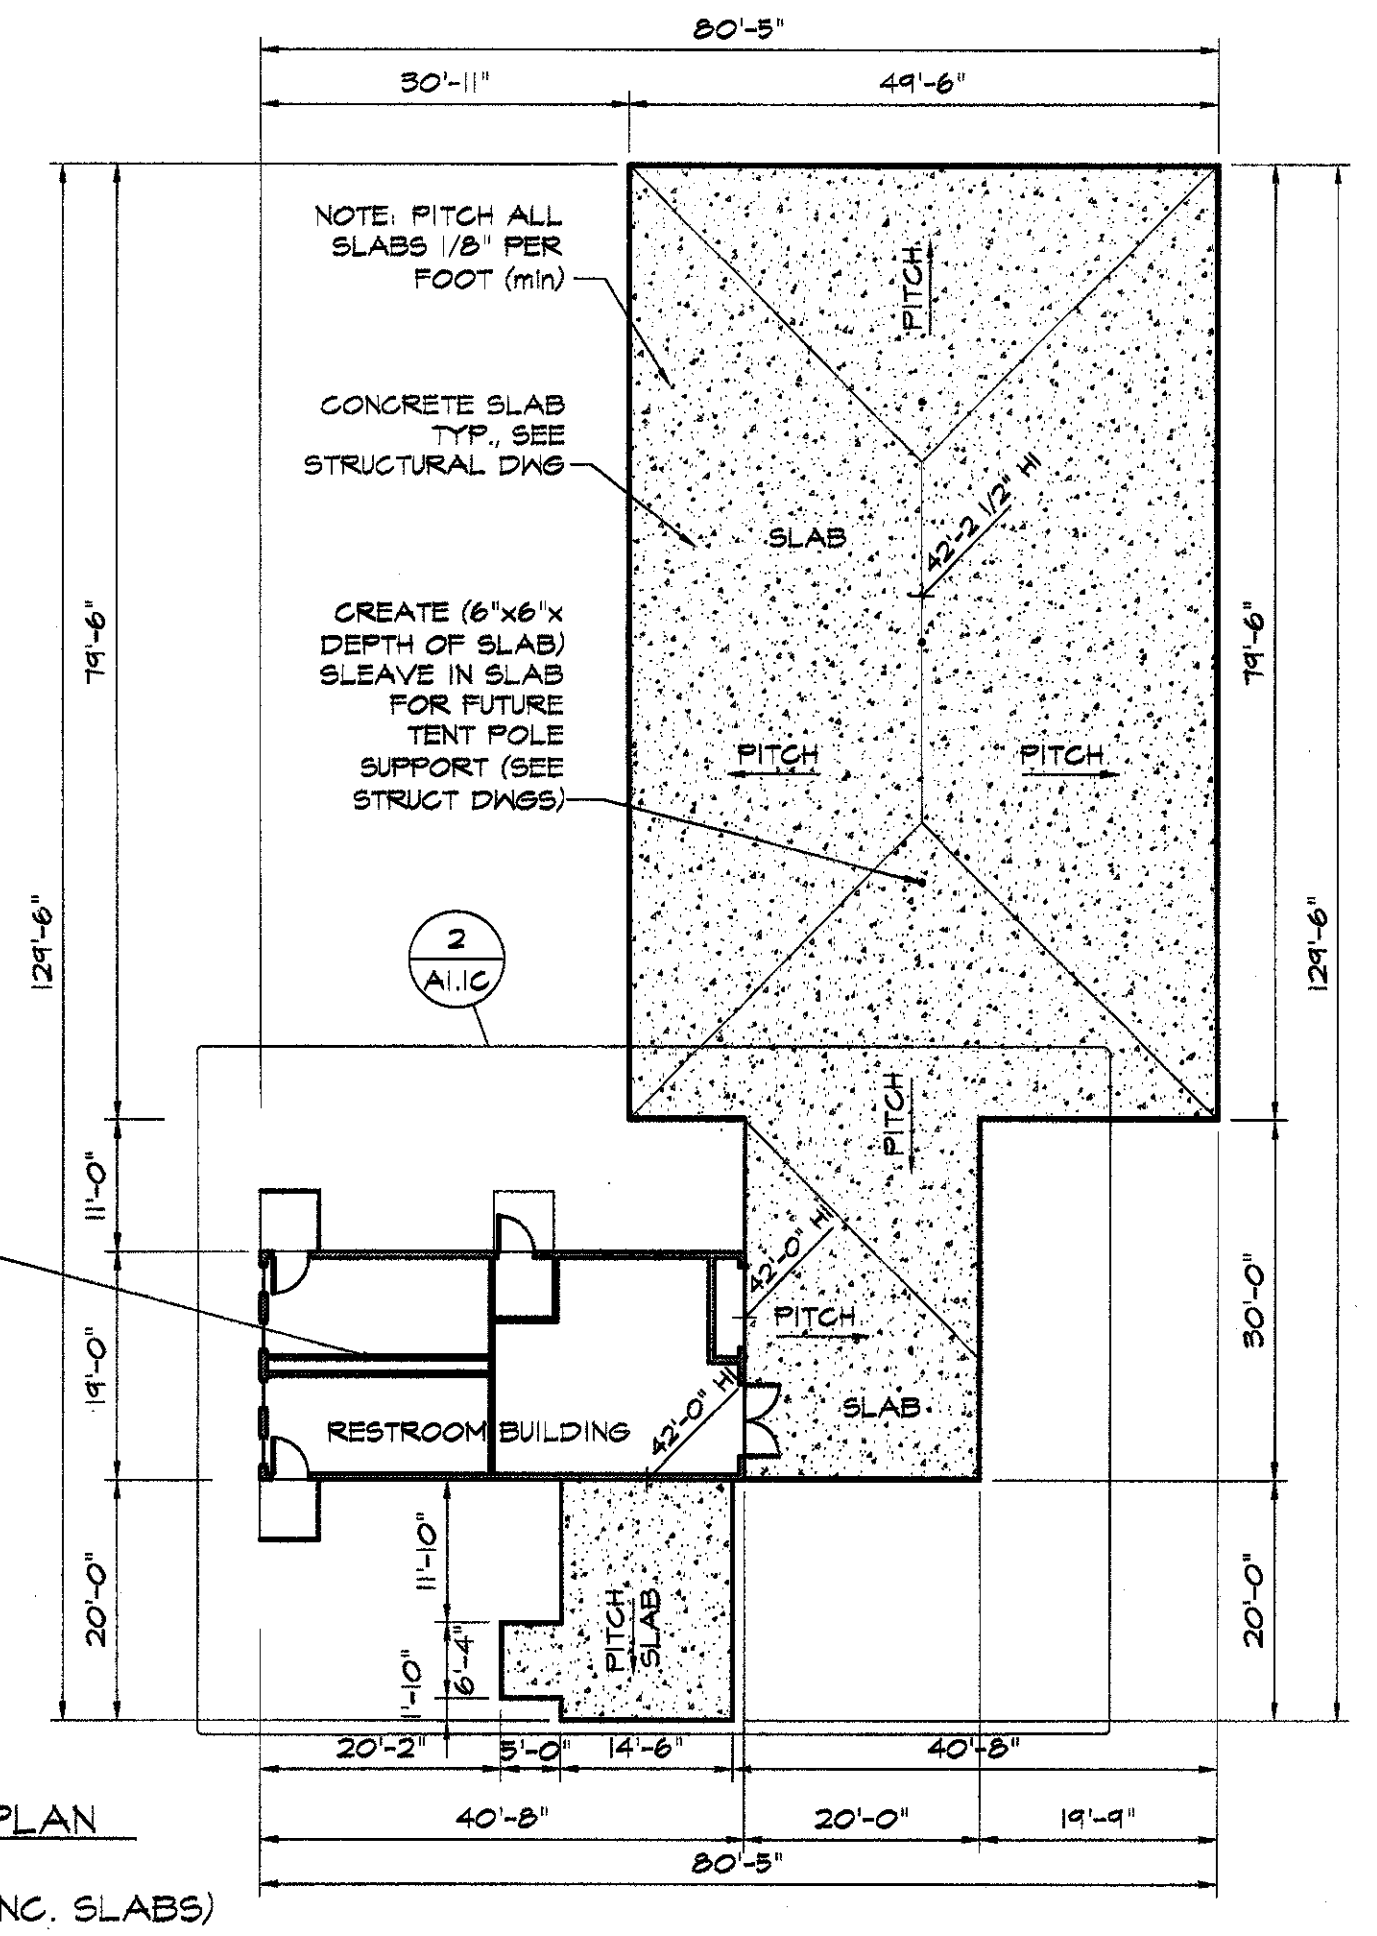 80'-5"
30'-11"
49'-6"
NOTE: PITCH ALL
SLABS 1/8" PER
FOOT (min)
PITCH
CONCRETE SLAB
TYP., SEE
STRUCTURAL DWG
42'-2 1/2" HI
SLAB
CREATE (6"x6"x
DEPTH OF SLAB)
SLEAVE IN SLAB
FOR FUTURE
TENT POLE
SUPPORT (SEE
STRUCT DWGS)
79'-6"
79'-6"
PITCH
PITCH
129'-6"
129'-6"
2
A1.1C
PITCH
11'-0"
42'-0" HI
PITCH
30'-0"
19'-0"
42'-0" HI
SLAB
RESTROOM BUILDING
11'-10"
20'-0"
PITCH
SLAB
20'-0"
6'-4"
1'-10"
20'-2"
5'-0"
14'-6"
40'-8"
PLAN
40'-8"
20'-0"
19'-9"
80'-5"
NC. SLABS)